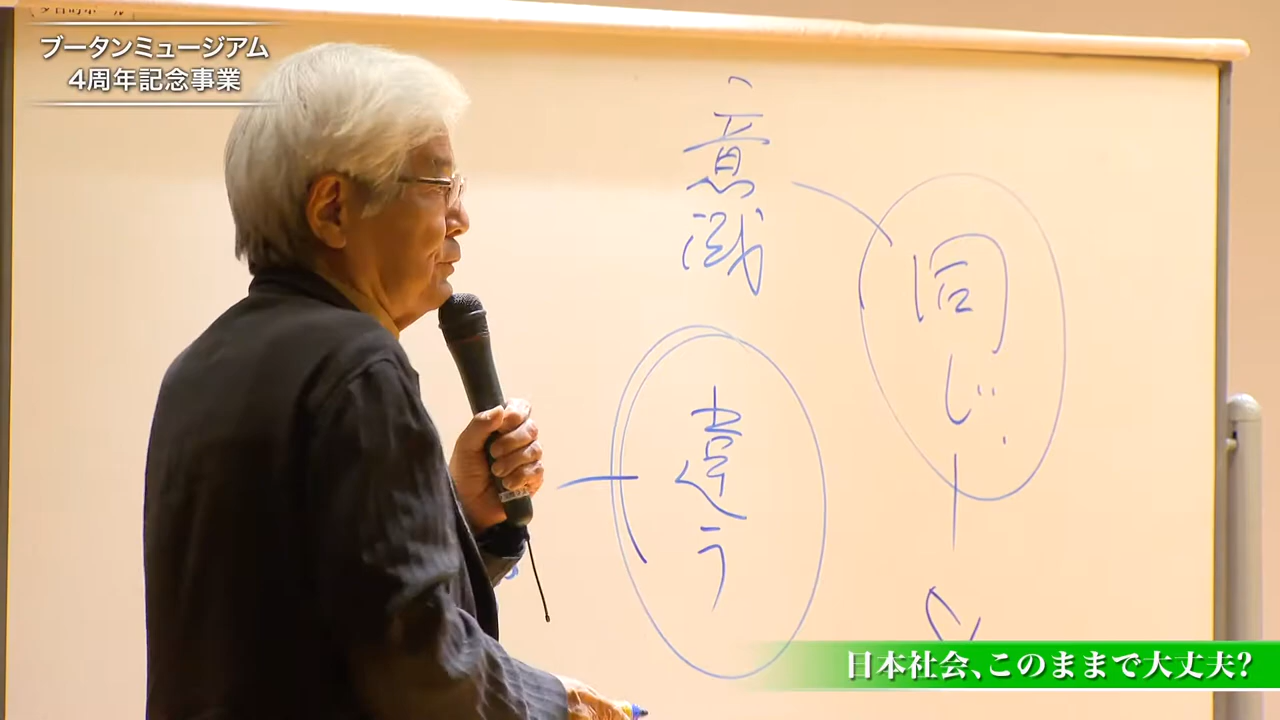 ブータンミュージアム
4周年記念事業
意識
同じ
違う
日本社会、このままで大丈夫?